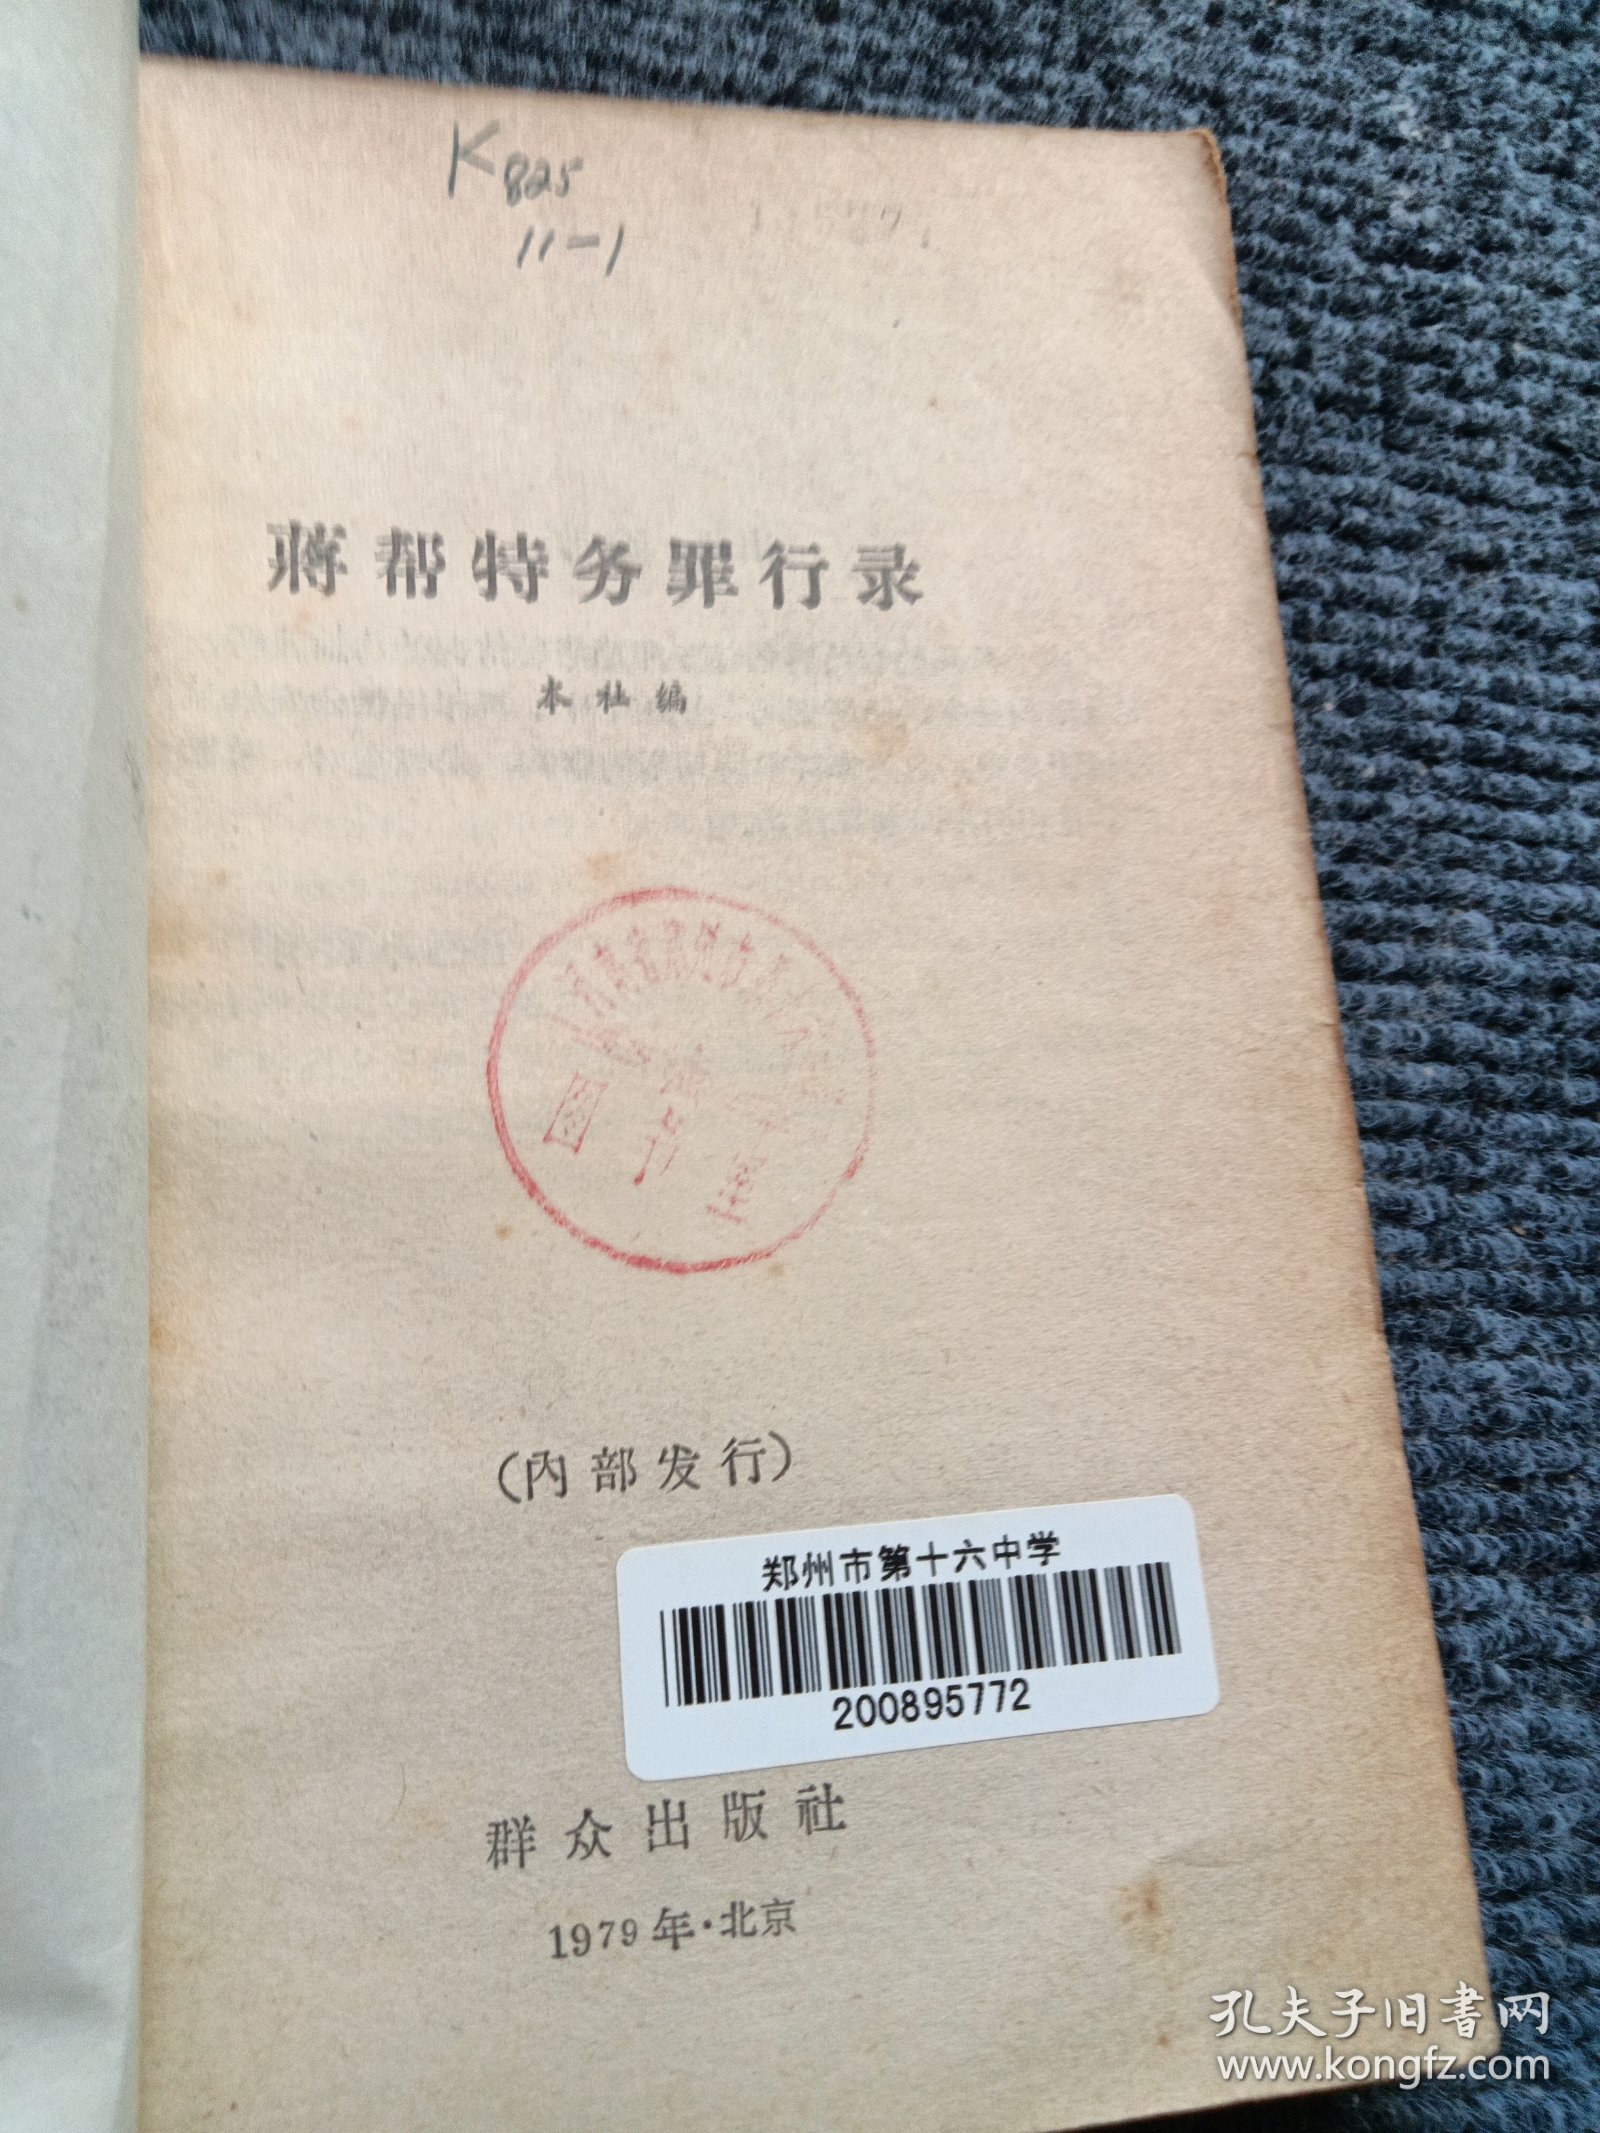 K825
11-1
蒋帮特务罪行录
本社编
(内部发行)
郑州市第十六中学
200895772
群众出版社
1979年·北京
孔夫子旧书网
www.kongfz.com